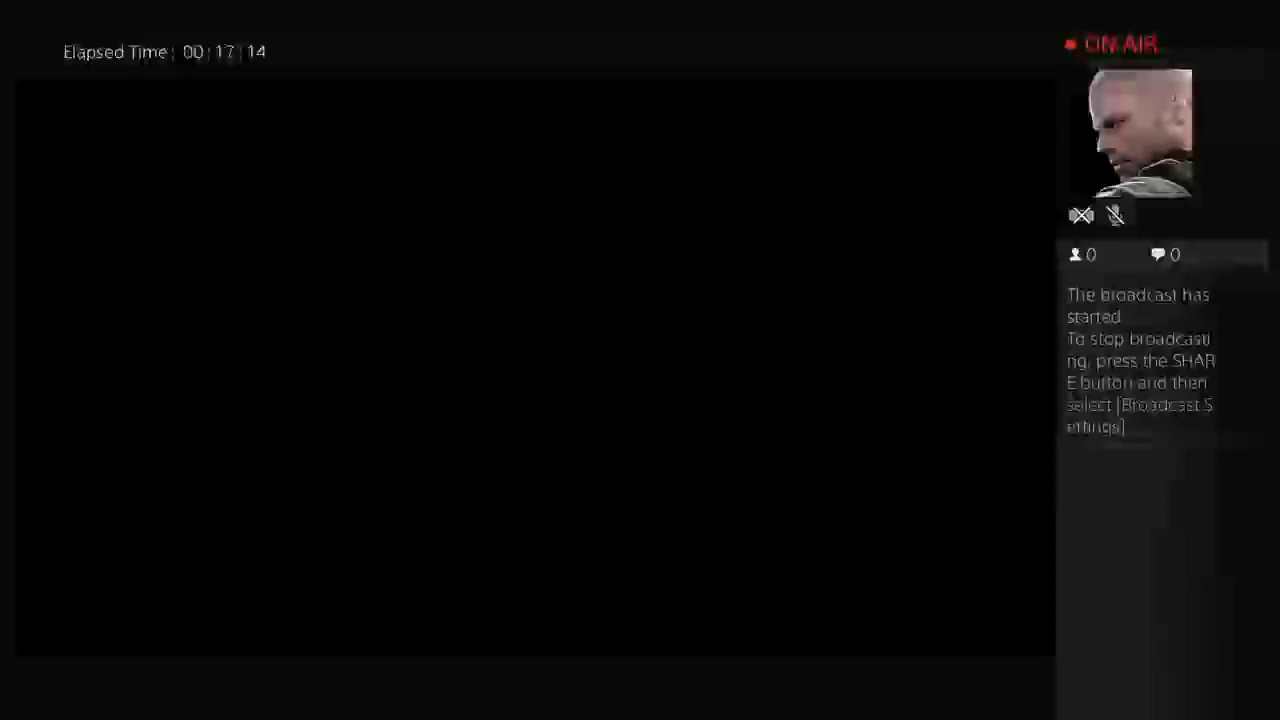 Elapsed Time: 00:17:14
ON AIR
0 0
The broadcast has
started.
To stop broadcasti
ng, press the SHAR
E button and then
select [Broadcast S
ettings].